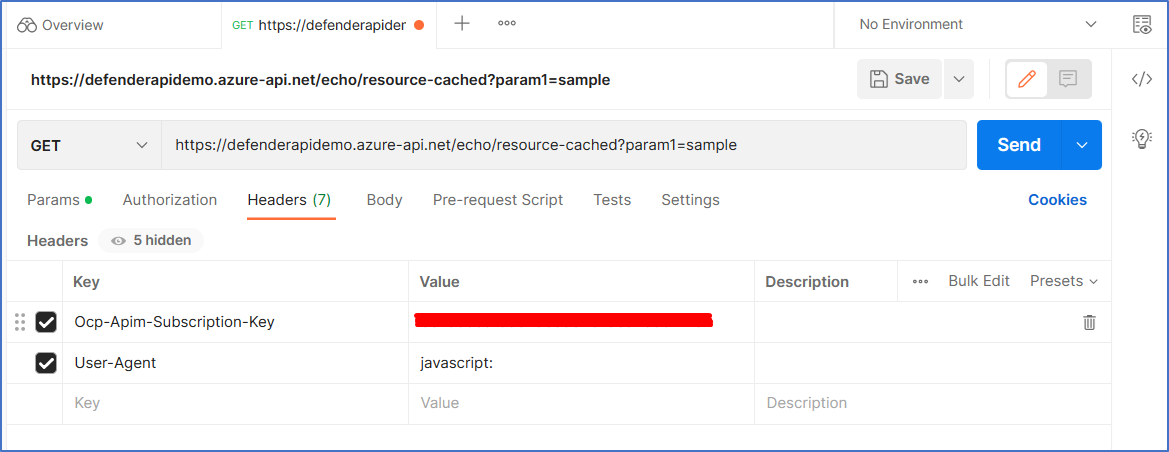 Overview GET https://defenderapider No Environment
https://defenderapidemo.azure-api.net/echo/resource-cached?param1=sample Save
GET https://defenderapidemo.azure-api.net/echo/resource-cached?param1=sample Send
Params Authorization Headers (7) Body Pre-request Script Tests Settings Cookies
Headers 5 hidden
Key Value Description Bulk Edit Presets
Ocp-Apim-Subscription-Key
User-Agent javascript:
Key Value Description